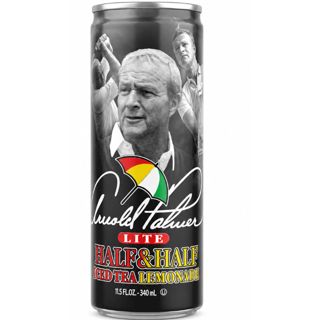 Arnold Palmer
LITE
HALF & HALF
ICED TEA LEMONADE
11.5 FL OZ. - 340 mL
U